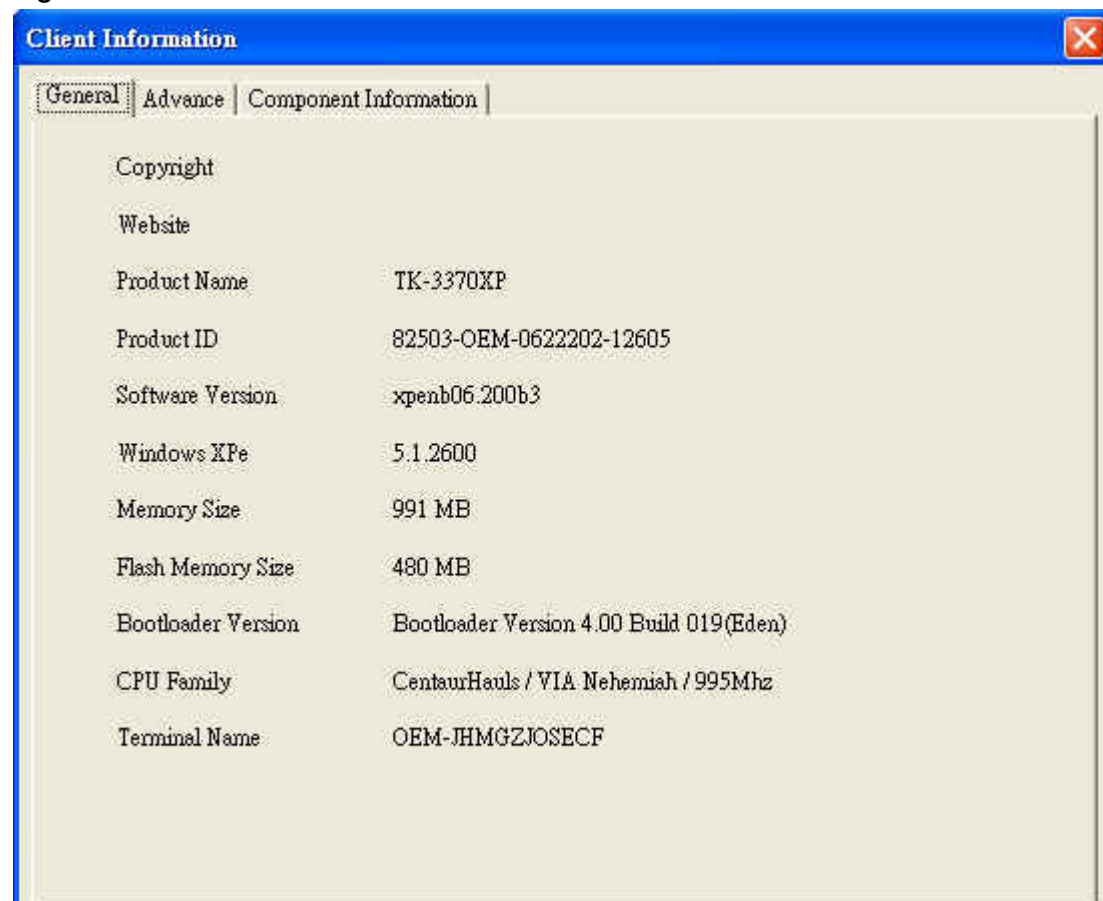 Client Information
General Advance Component Information
Copyright
Website
Product Name TK-3370XP
Product ID 82503-OEM-0622202-12605
Software Version xpenb06.200b3
Windows XPe 5.1.2600
Memory Size 991 MB
Flash Memory Size 480 MB
Bootloader Version Bootloader Version 4.00 Build 019(Eden)
CPU Family CentaurHauls / VIA Nehemiah / 995Mhz
Terminal Name OEM-JHMGZJOSECF